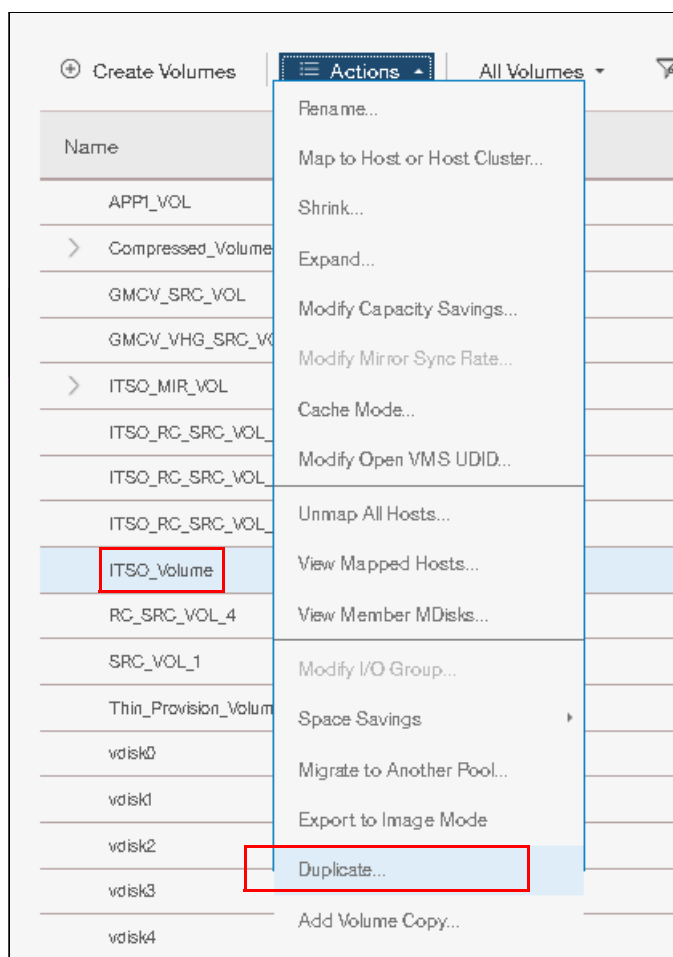 Create Volumes Actions All Volumes
Name
APP1_VOL
Compressed_Volume
GMCV_SRC_VOL
GMCV_VHG_SRC_VO
ITSO_MIR_VOL
ITSO_RC_SRC_VOL_
ITSO_RC_SRC_VOL_
ITSO_RC_SRC_VOL_
ITSO_Volume
RC_SRC_VOL_4
SRC_VOL_1
Thin_Provision_Volum
vdisk0
vdisk1
vdisk2
vdisk3
vdisk4
Rename...
Map to Host or Host Cluster...
Shrink...
Expand...
Modify Capacity Savings...
Modify Mirror Sync Rate...
Cache Mode...
Modify Open VMS UDID...
Unmap All Hosts...
View Mapped Hosts...
View Member MDisks...
Modify I/O Group...
Space Savings
Migrate to Another Pool...
Export to Image Mode
Duplicate...
Add Volume Copy...